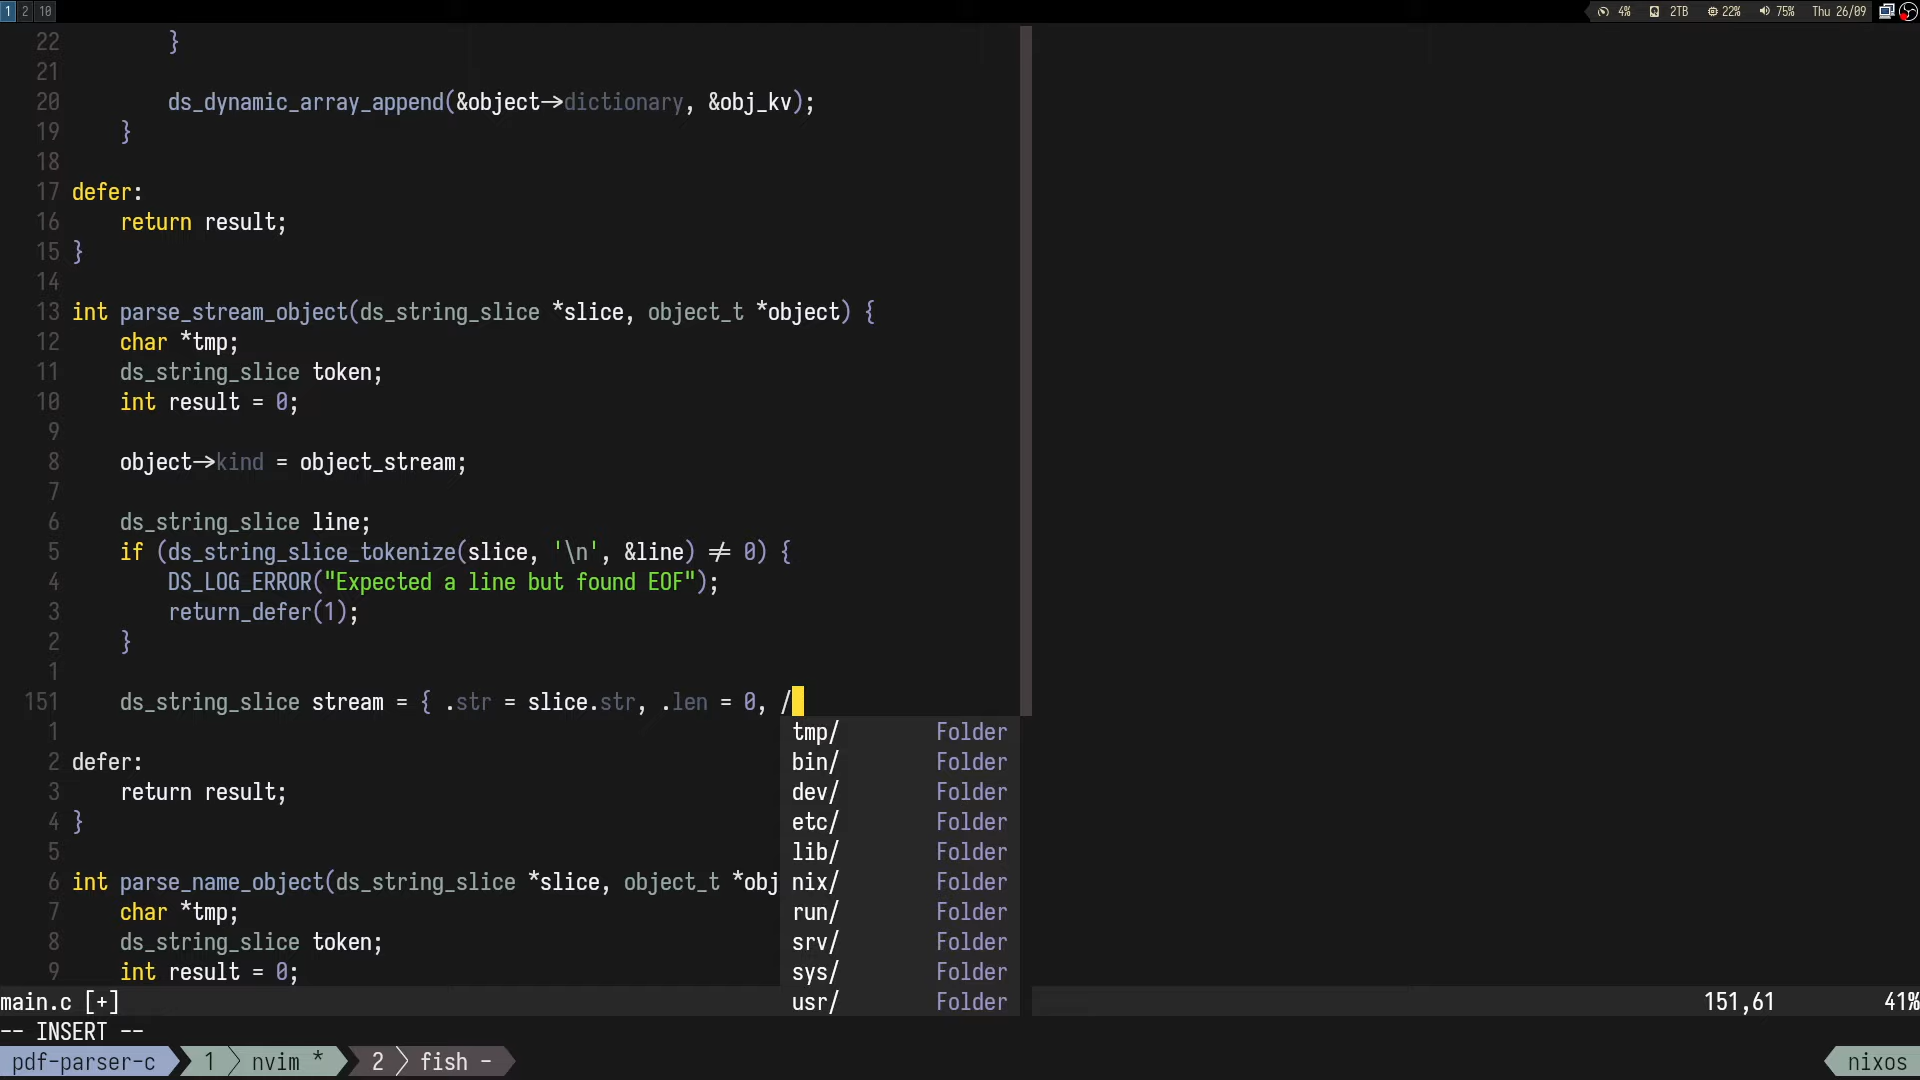 1 2 10 4% 2TB 22% 75% Thu 26/09
22 }
21
20 ds_dynamic_array_append(&object->dictionary, &obj_kv);
19 }
18
17 defer:
16 return result;
15 }
14
13 int parse_stream_object(ds_string_slice *slice, object_t *object) {
12 char *tmp;
11 ds_string_slice token;
10 int result = 0;
9
8 object->kind = object_stream;
7
6 ds_string_slice line;
5 if (ds_string_slice_tokenize(slice, '\n', &line) != 0) {
4 DS_LOG_ERROR("Expected a line but found EOF");
3 return_defer(1);
2 }
1
151 ds_string_slice stream = { .str = slice.str, .len = 0, /
1 tmp/ Folder
2 defer: bin/ Folder
3 return result; dev/ Folder
4 } etc/ Folder
5 lib/ Folder
6 int parse_name_object(ds_string_slice *slice, object_t *obj nix/ Folder
7 char *tmp; run/ Folder
8 ds_string_slice token; srv/ Folder
9 int result = 0; sys/ Folder
main.c [+] usr/ Folder 151,61 41%
-- INSERT --
pdf-parser-c 1 nvim * 2 fish - nixos